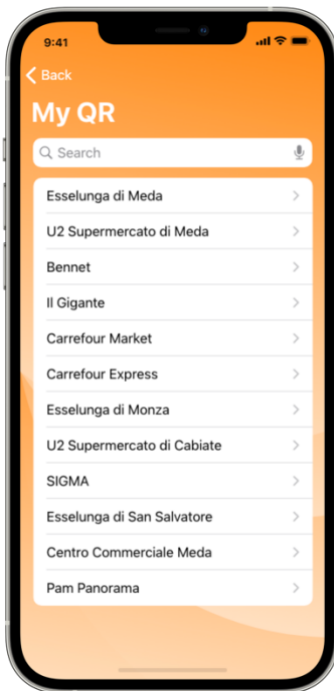 9:41
Back
My QR
Search
Esselunga di Meda
U2 Supermercato di Meda
Bennet
Il Gigante
Carrefour Market
Carrefour Express
Esselunga di Monza
U2 Supermercato di Cabiate
SIGMA
Esselunga di San Salvatore
Centro Commerciale Meda
Pam Panorama